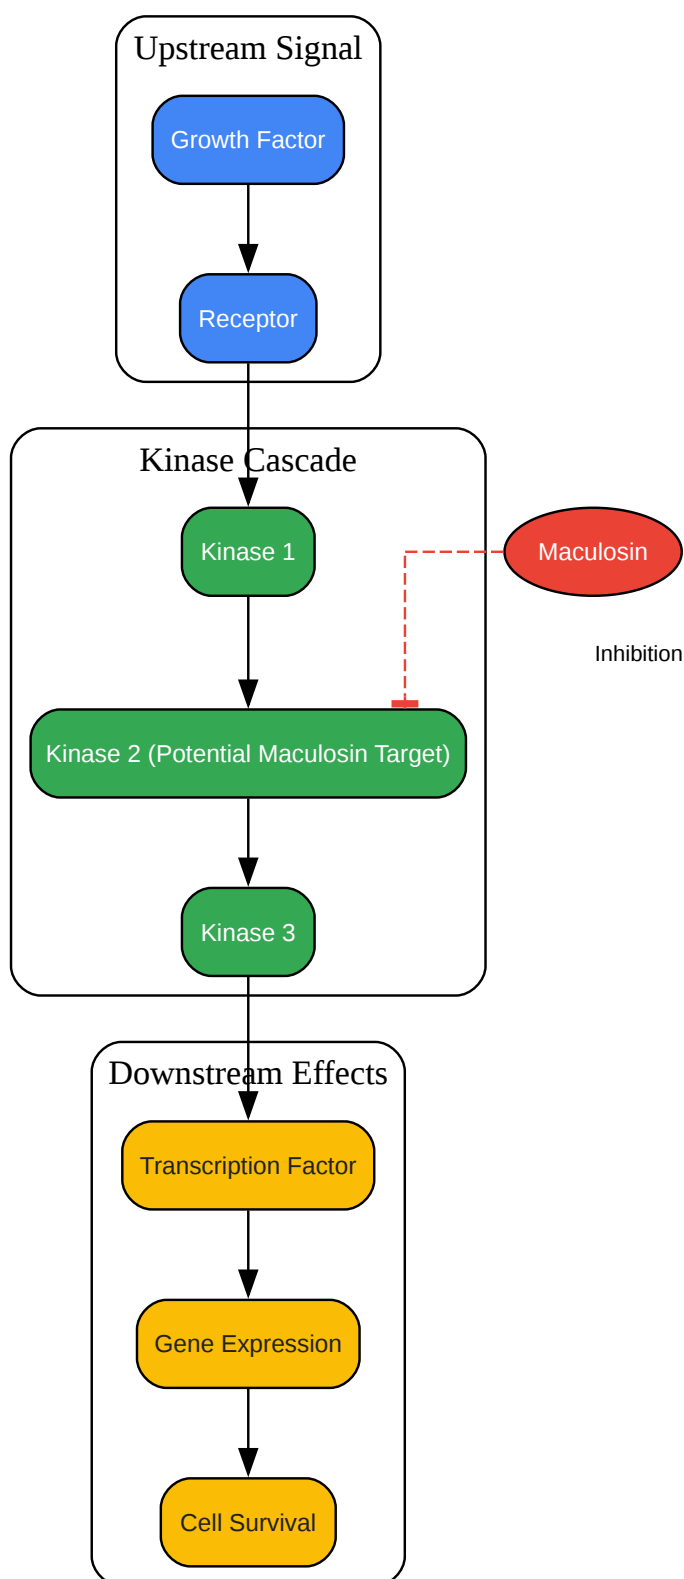 Upstream Signal
Growth Factor
Receptor
Kinase Cascade
Kinase 1
Maculosin
Inhibition
Kinase 2 (Potential Maculosin Target)
Kinase 3
Downstream Effects
Transcription Factor
Gene Expression
Cell Survival